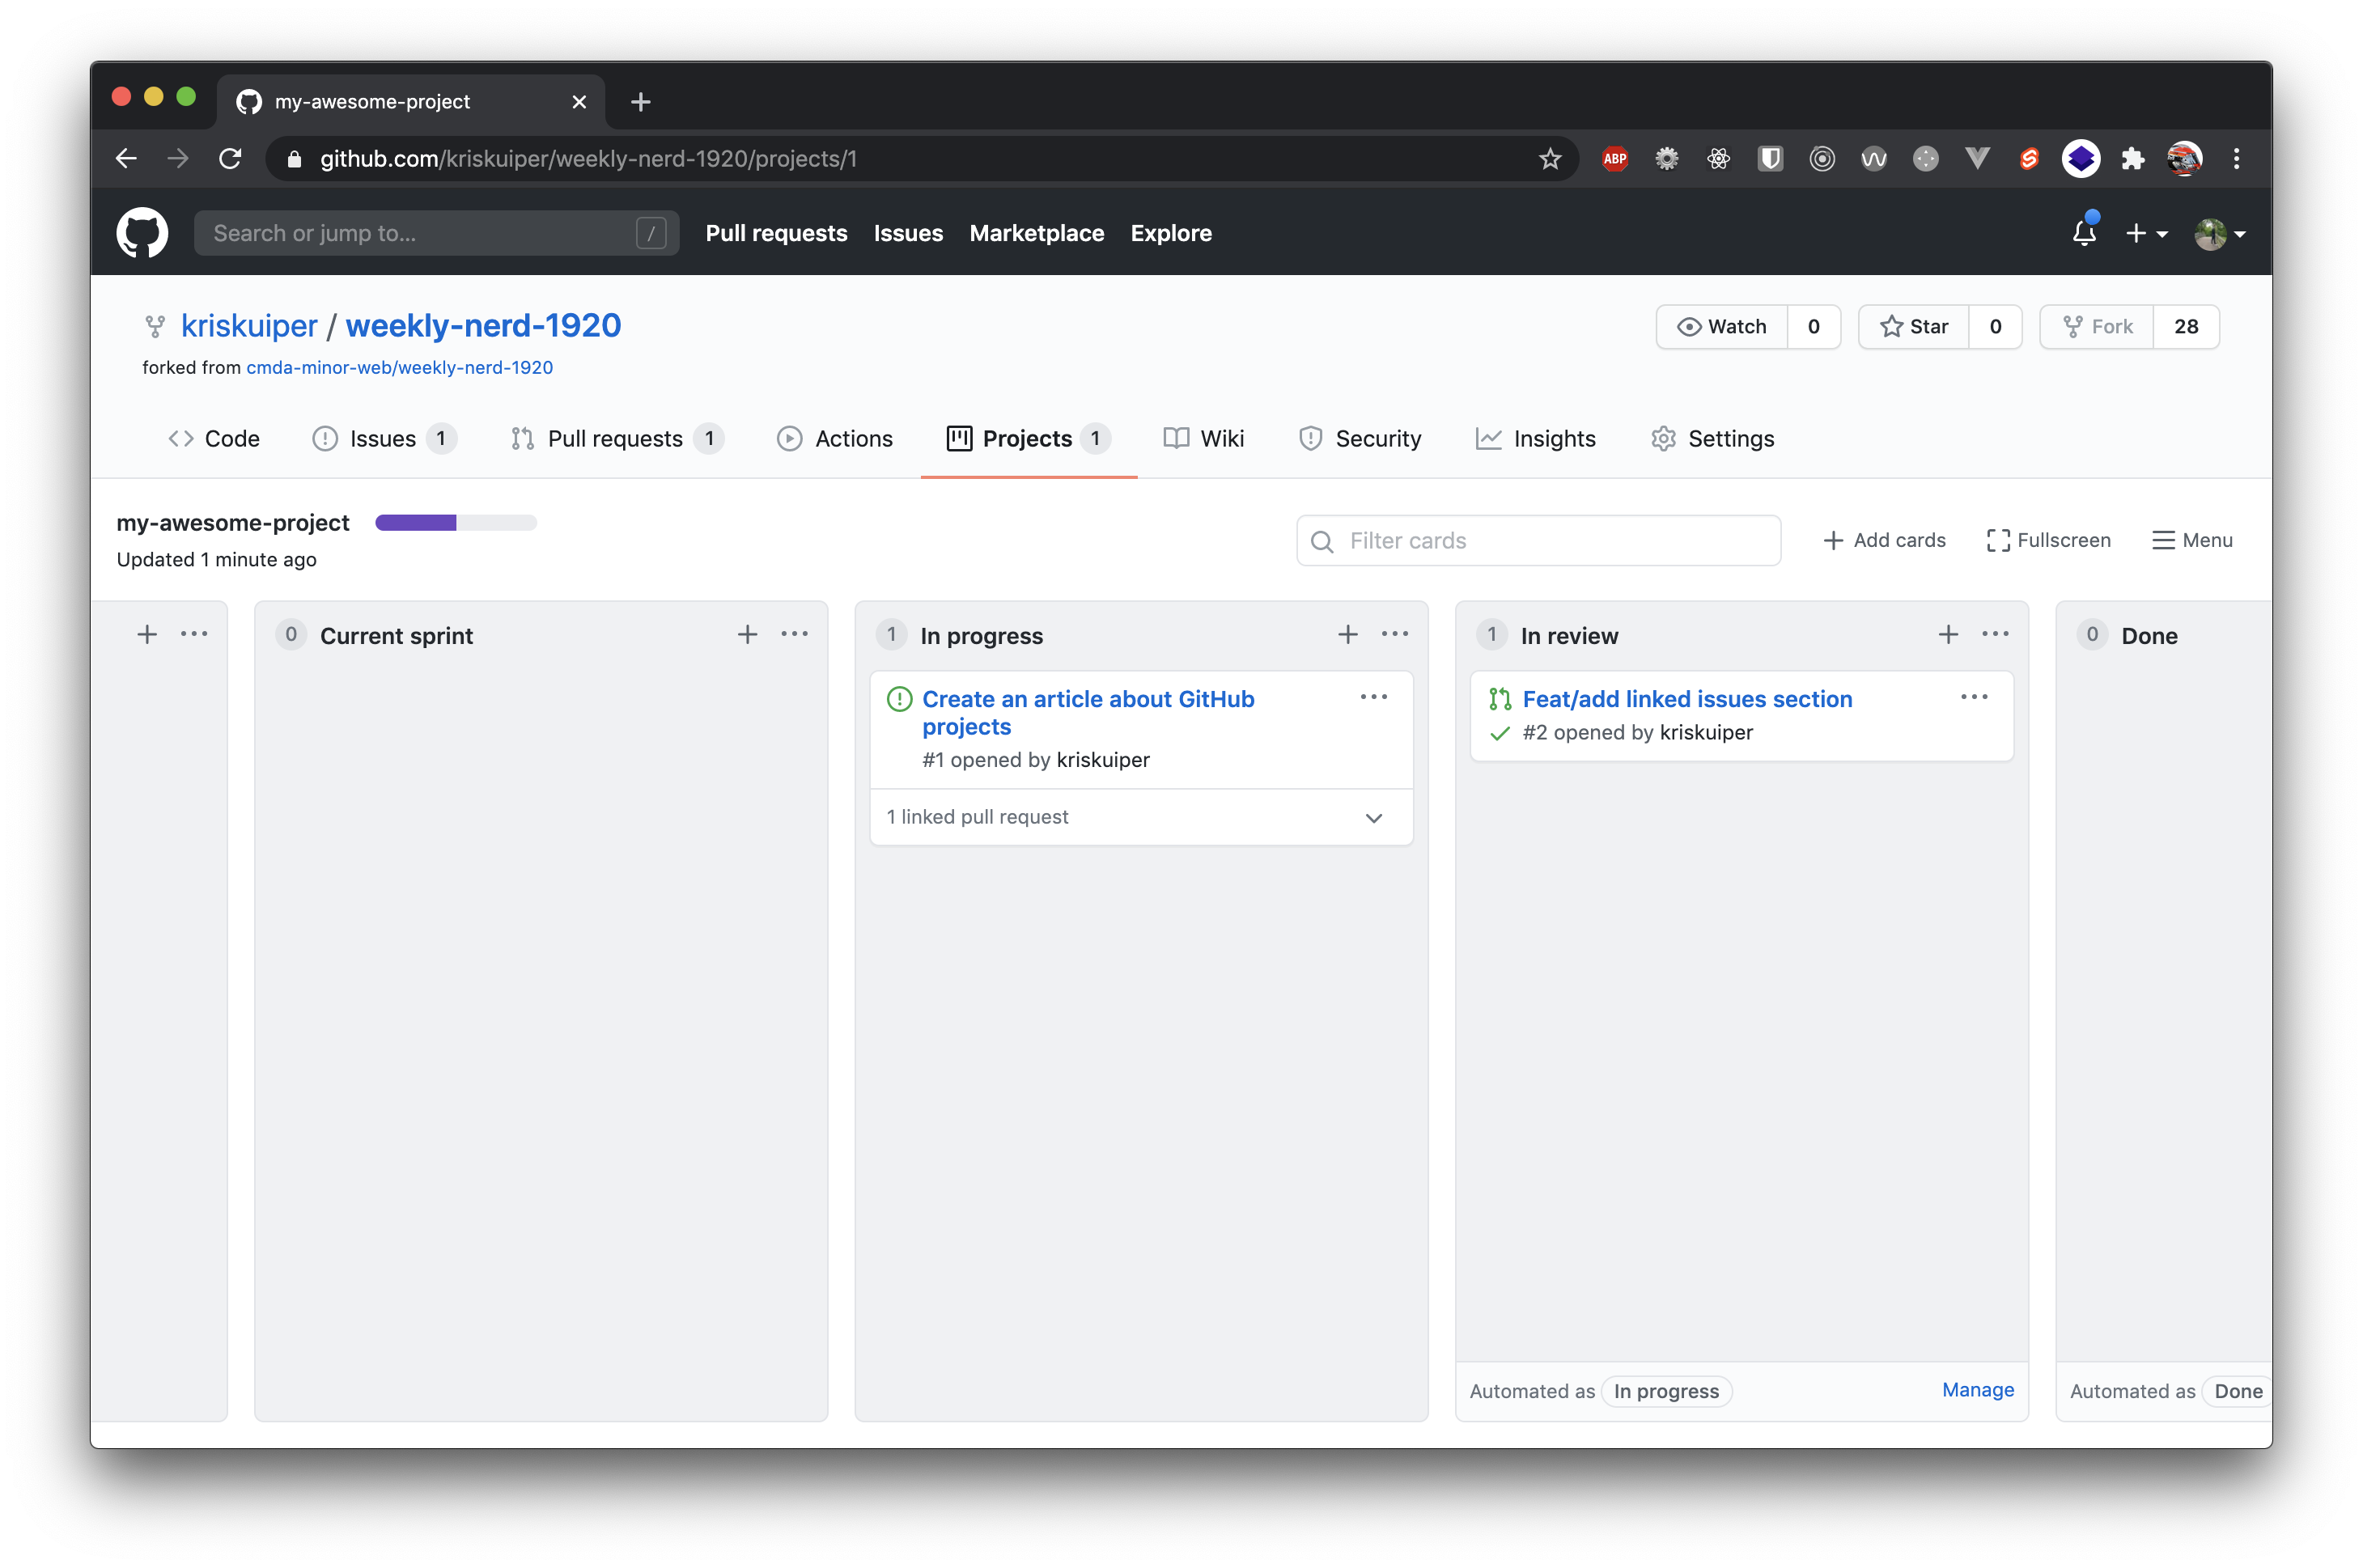 my-awesome-project
github.com/kriskuiper/weekly-nerd-1920/projects/1
ABP
Search or jump to...
/
Pull requests
Issues
Marketplace
Explore
kriskuiper / weekly-nerd-1920
forked from cmda-minor-web/weekly-nerd-1920
Watch 0
Star 0
Fork 28
Code
Issues 1
Pull requests 1
Actions
Projects 1
Wiki
Security
Insights
Settings
my-awesome-project
Updated 1 minute ago
Filter cards
Add cards
Fullscreen
Menu
0 Current sprint
1 In progress
Create an article about GitHub
projects
#1 opened by kriskuiper
1 linked pull request
1 In review
Feat/add linked issues section
#2 opened by kriskuiper
Automated as In progress
Manage
0 Done
Automated as Done